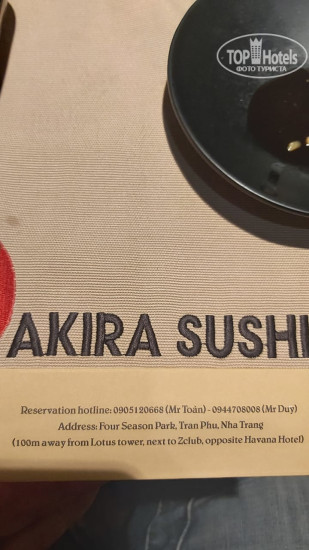 TOP Hotels
ФОТО ТУРИСТА
AKIRA SUSHI
Reservation hotline: 0905120668 (Mr Toán) - 0944708008 (Mr Duy)
Address: Four Season Park, Tran Phu, Nha Trang
(100m away from Lotus tower, next to Zclub, opposite Havana Hotel)